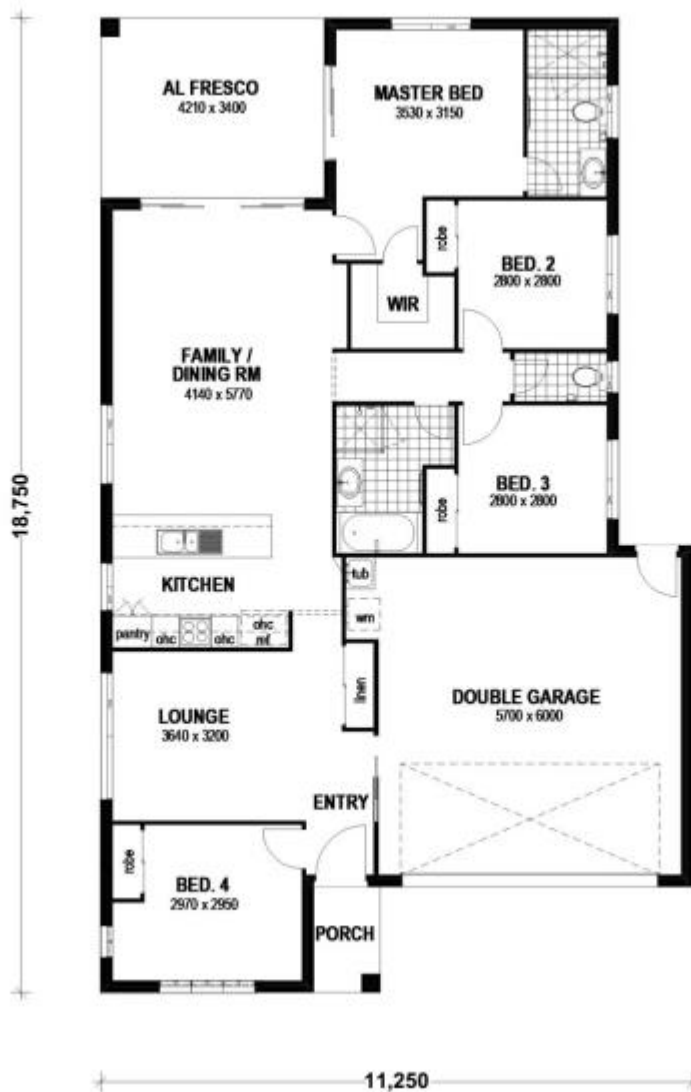 AL FRESCO
4210 x 3400
MASTER BED
3530 x 3150
robe
BED. 2
2800 x 2800
WIR
FAMILY /
DINING RM
4140 x 5770
18,750
BED. 3
2800 x 2800
robe
KITCHEN
tub
wm
pantry
ohc
ohc
ohc
mf
linen
LOUNGE
3640 x 3200
DOUBLE GARAGE
5700 x 6000
ENTRY
robe
BED. 4
2970 x 2950
PORCH
11,250